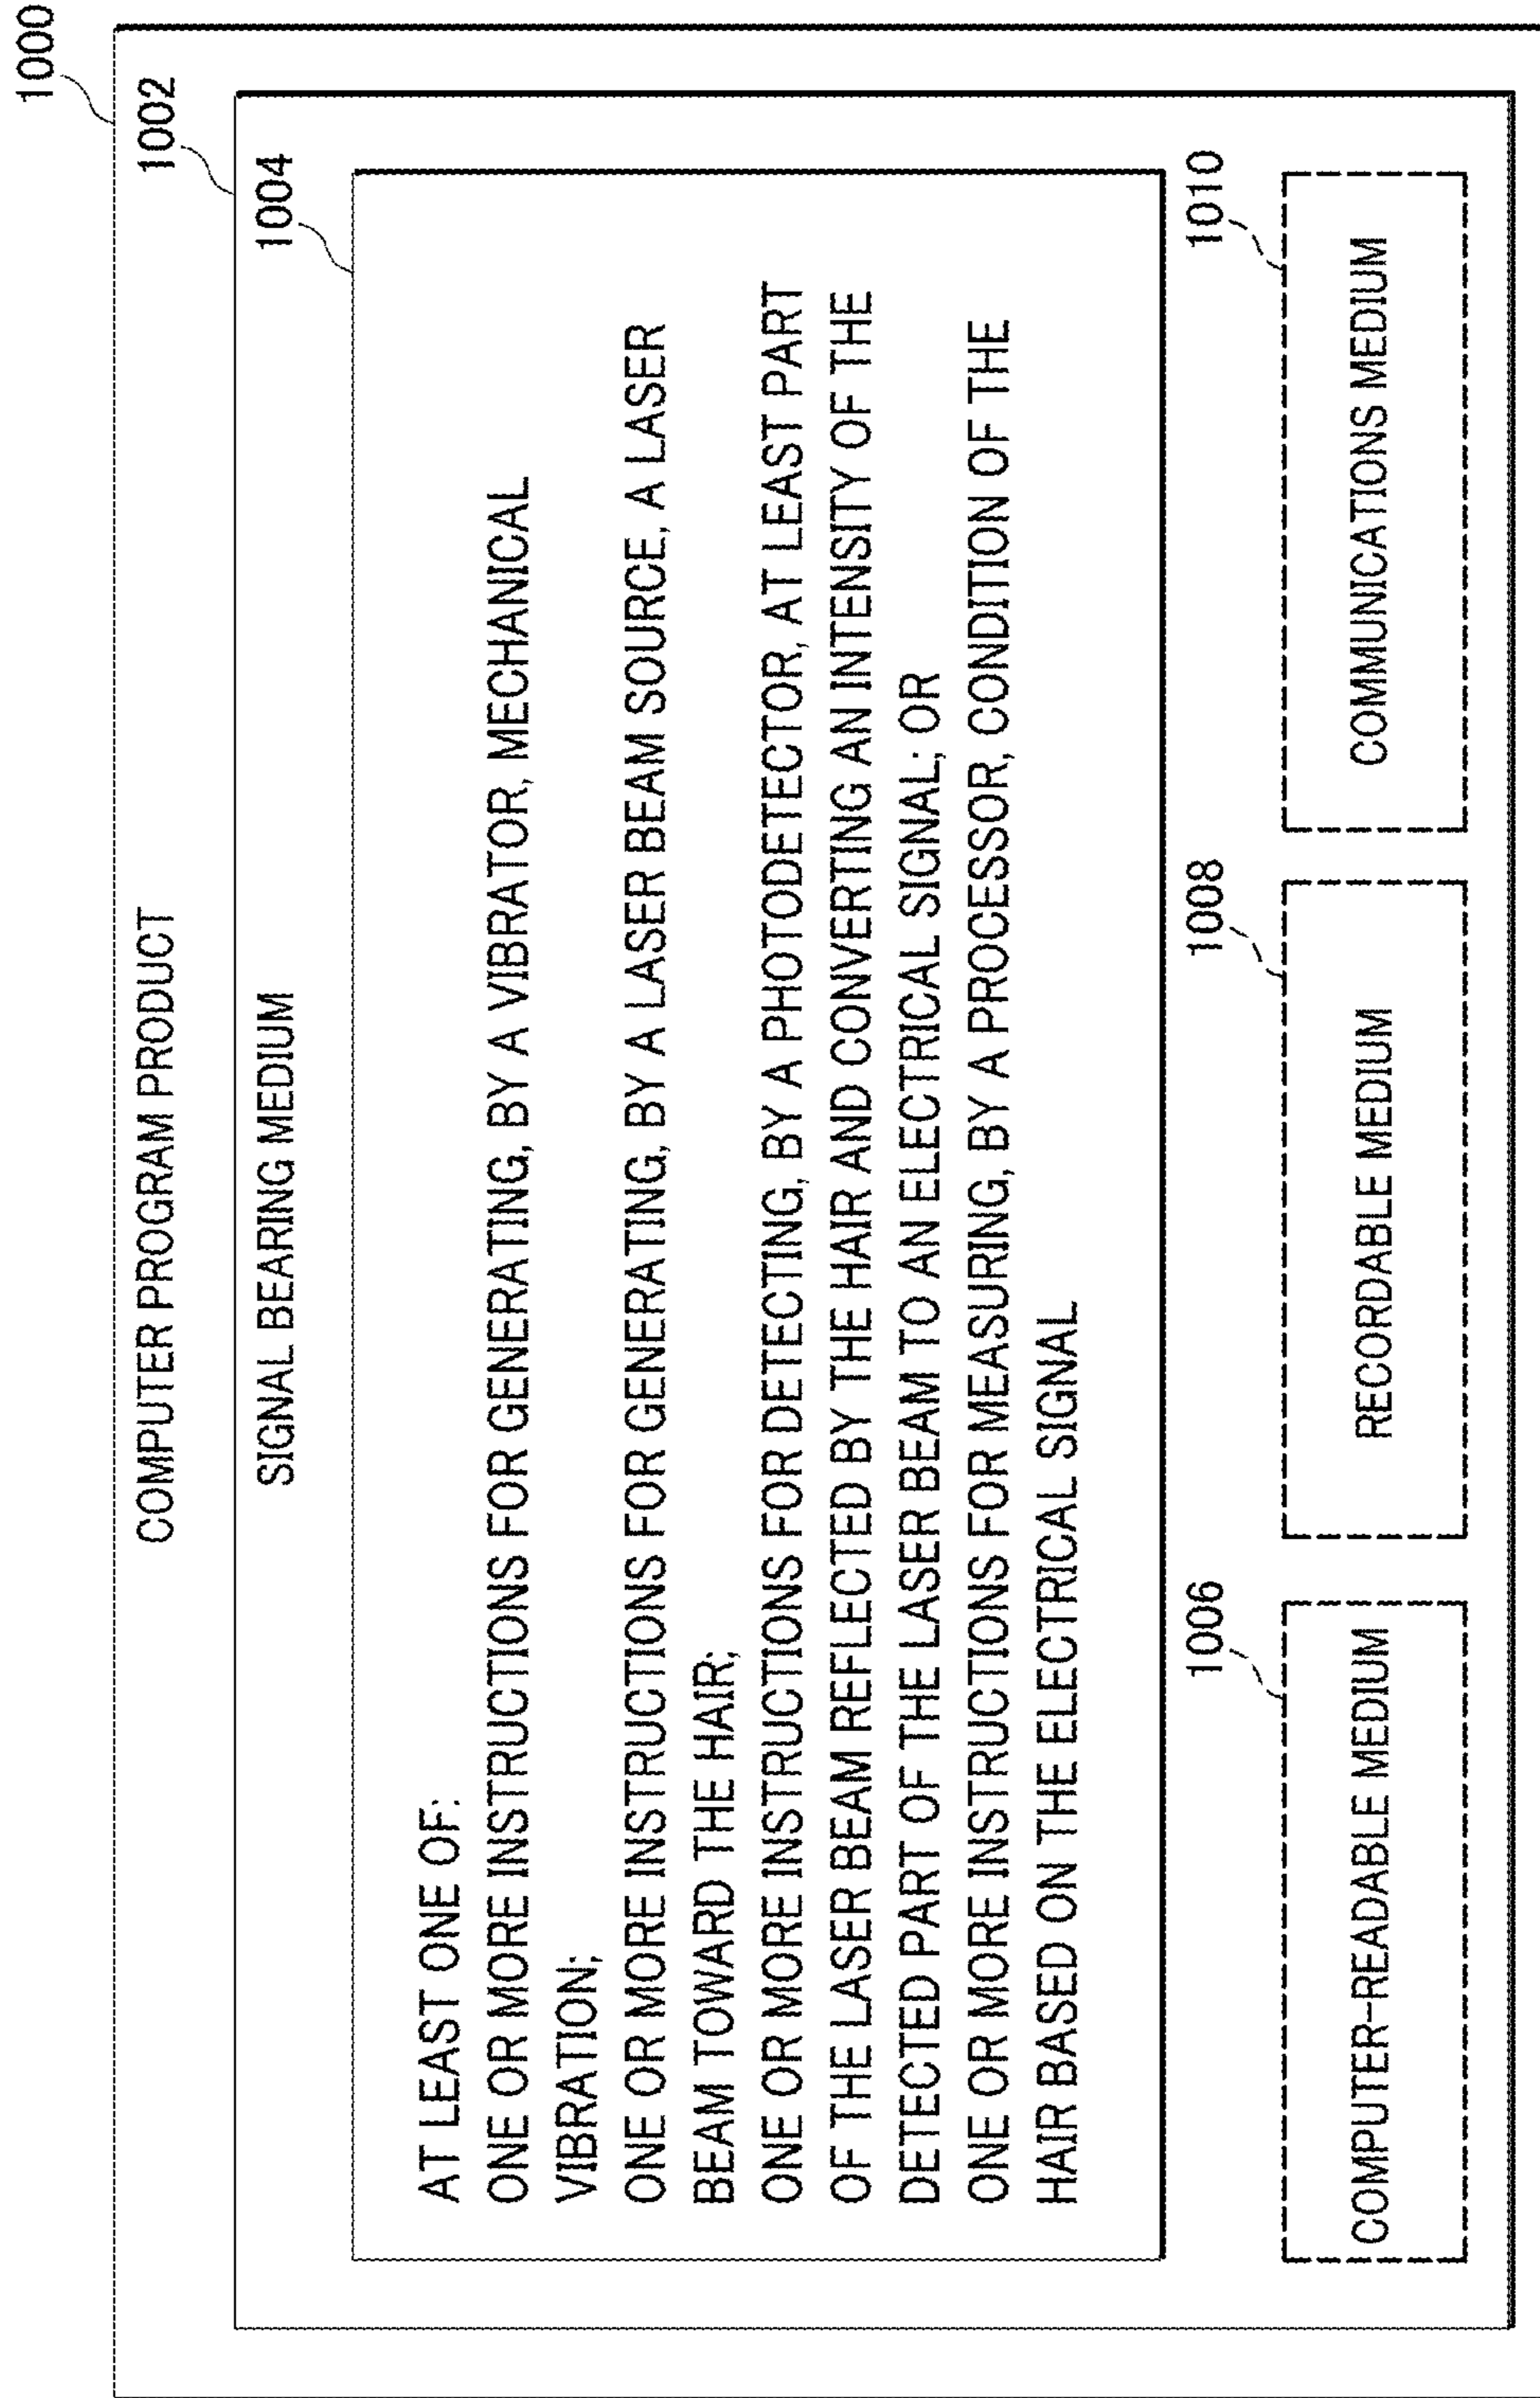 1000
COMPUTER PROGRAM PRODUCT
1002
SIGNAL BEARING MEDIUM
1004
AT LEAST ONE OF:
ONE OR MORE INSTRUCTIONS FOR GENERATING, BY A VIBRATOR, MECHANICAL
VIBRATION;
ONE OR MORE INSTRUCTIONS FOR GENERATING, BY A LASER BEAM SOURCE, A LASER
BEAM TOWARD THE HAIR;
ONE OR MORE INSTRUCTIONS FOR DETECTING, BY A PHOTODETECTOR, AT LEAST PART
OF THE LASER BEAM REFLECTED BY THE HAIR AND CONVERTING AN INTENSITY OF THE
DETECTED PART OF THE LASER BEAM TO AN ELECTRICAL SIGNAL; OR
ONE OR MORE INSTRUCTIONS FOR MEASURING, BY A PROCESSOR, CONDITION OF THE
HAIR BASED ON THE ELECTRICAL SIGNAL
1006
COMPUTER-READABLE MEDIUM
1008
RECORDABLE MEDIUM
1010
COMMUNICATIONS MEDIUM